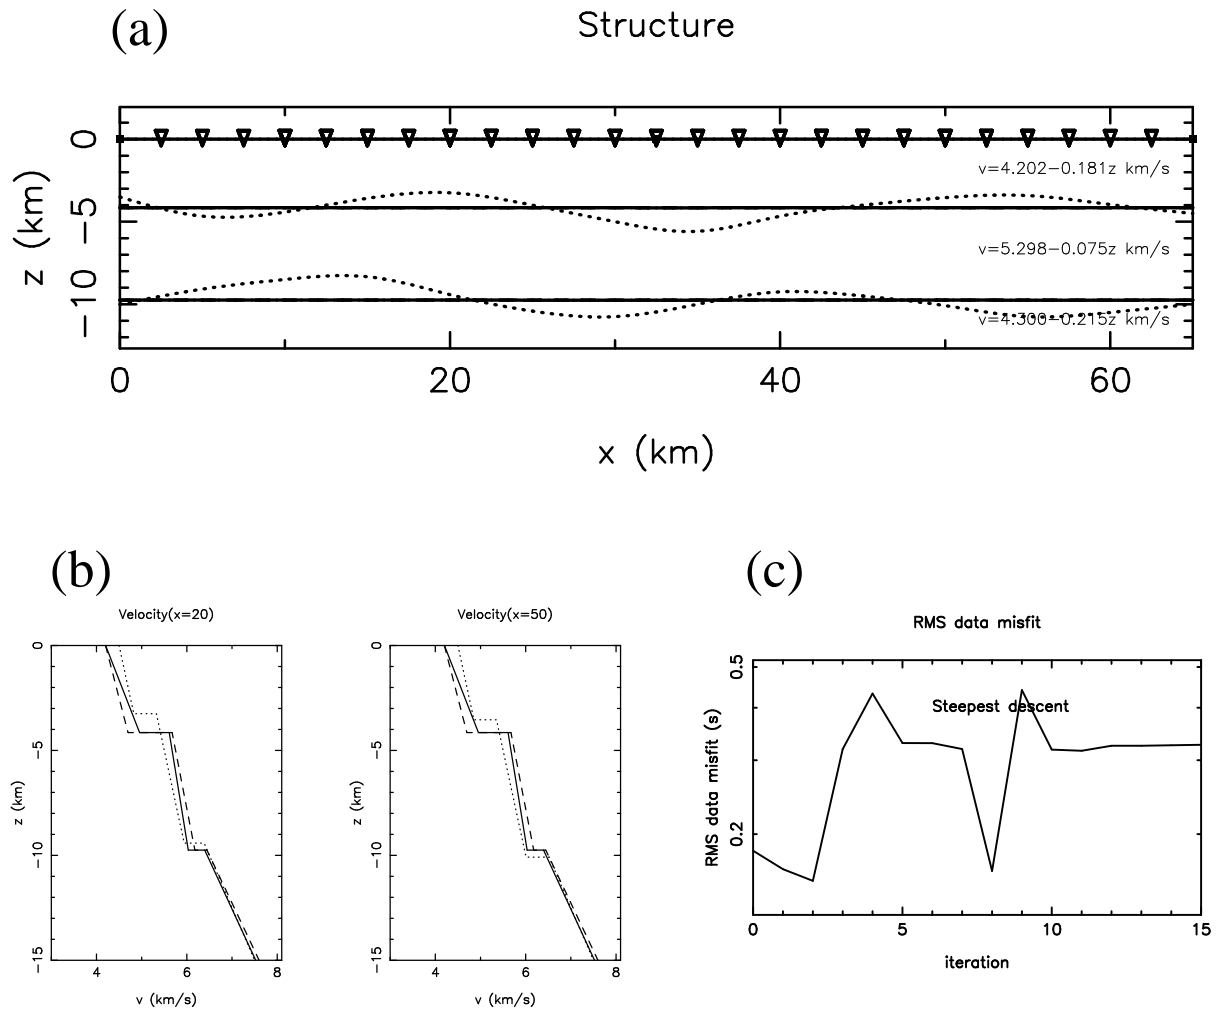 (a)
Structure
z (km)
0
−5
−10
v=4.202−0.181z km/s
v=5.298−0.075z km/s
v=4.300−0.215z km/s
0 20 40 60
x (km)
(b)
Velocity(x=20)
z (km)
0
−5
−10
−15
4 6 8
v (km/s)
Velocity(x=50)
z (km)
0
−5
−10
−15
4 6 8
v (km/s)
(c)
RMS data misfit
RMS data misfit (s)
0.5
0.2
Steepest descent
0 5 10 15
iteration